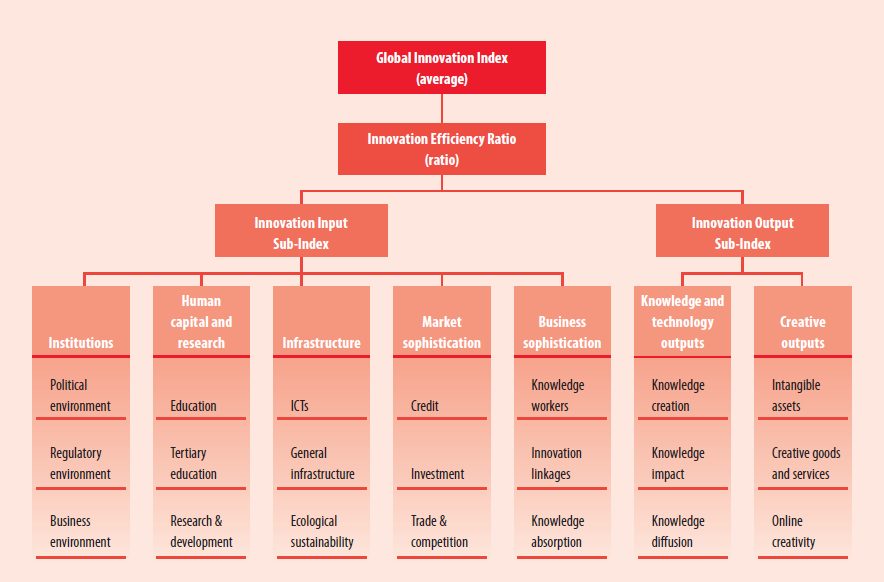 Global Innovation Index
(average)
Innovation Efficiency Ratio
(ratio)
Innovation Input
Sub-Index
Innovation Output
Sub-Index
Institutions
Human
capital and
research
Infrastructure
Market
sophistication
Business
sophistication
Knowledge and
technology
outputs
Creative
outputs
Political
environment
Education
ICTs
Credit
Knowledge
workers
Knowledge
creation
Intangible
assets
Regulatory
environment
Tertiary
education
General
infrastructure
Investment
Innovation
linkages
Knowledge
impact
Creative goods
and services
Business
environment
Research &
development
Ecological
sustainability
Trade &
competition
Knowledge
absorption
Knowledge
diffusion
Online
creativity